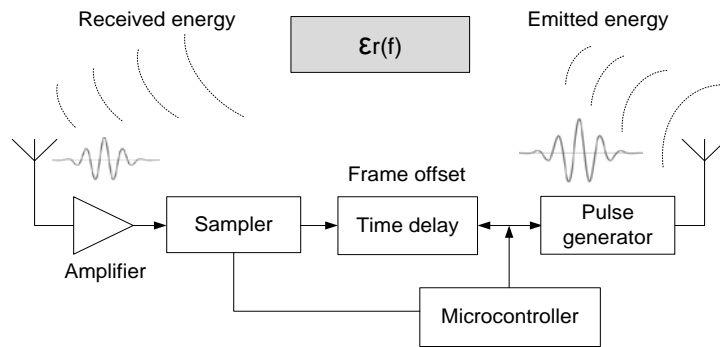 Received energy
Emitted energy
εr(f)
Frame offset
Sampler
Time delay
Pulse
generator
Amplifier
Microcontroller